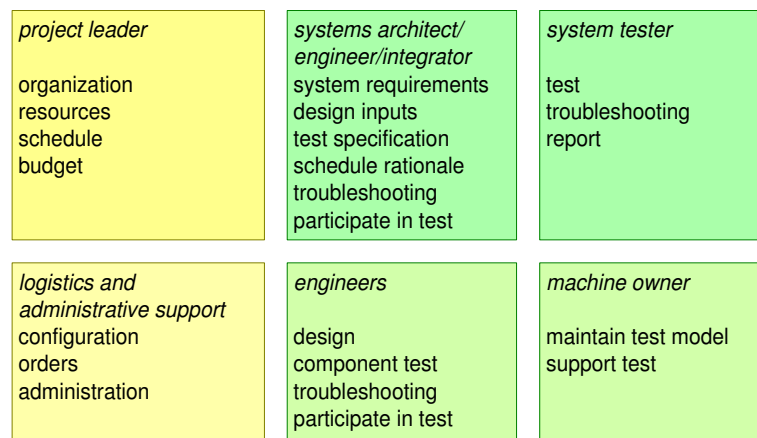 project leader
organization
resources
schedule
budget
systems architect/
engineer/integrator
system requirements
design inputs
test specification
schedule rationale
troubleshooting
participate in test
system tester
test
troubleshooting
report
logistics and
administrative support
configuration
orders
administration
engineers
design
component test
troubleshooting
participate in test
machine owner
maintain test model
support test